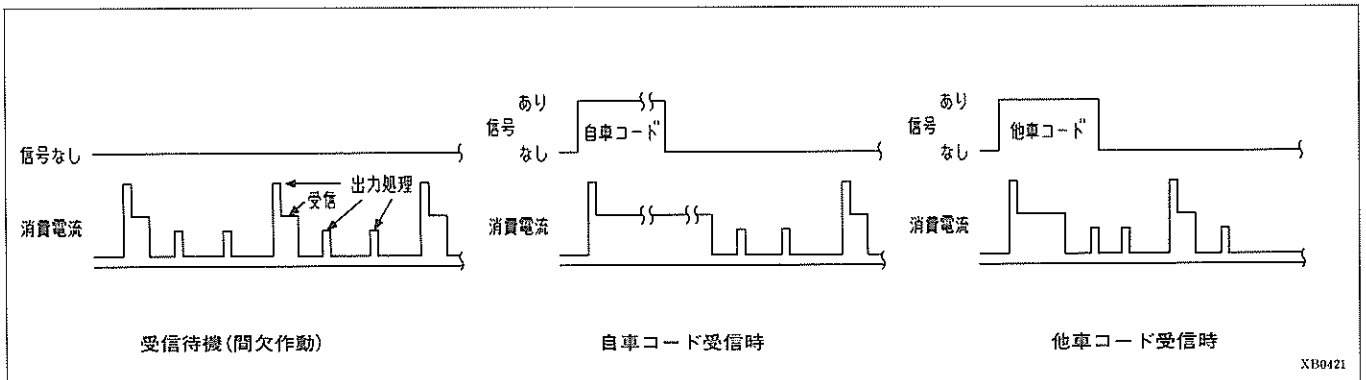 信号なし
消費電流
受信
出力処理
受信待機(間欠作動)
あり
信号
なし
自車コード
消費電流
自車コード受信時
あり
信号
なし
他車コード
消費電流
他車コード受信時
XB0421